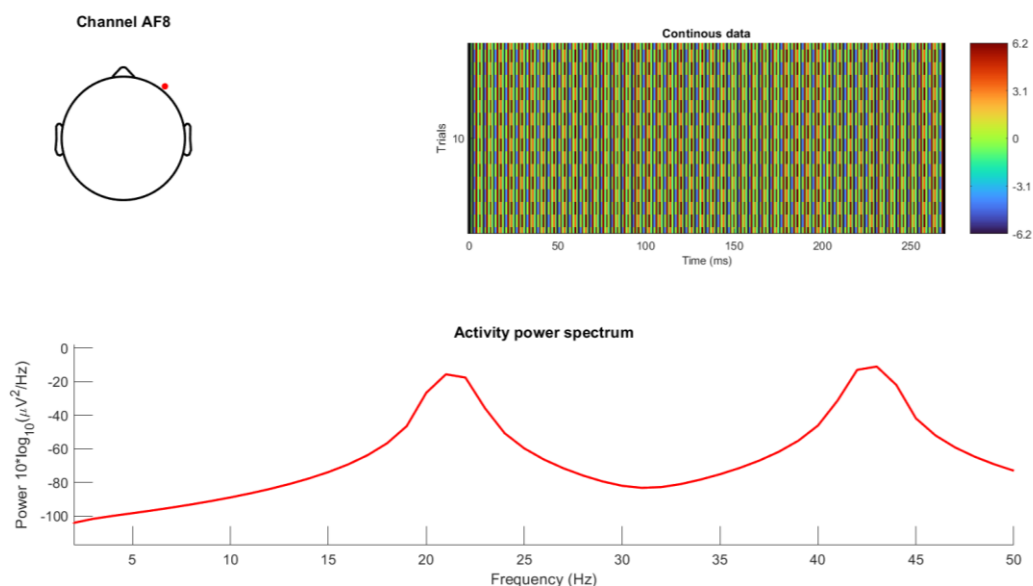 Channel AF8
Continous data
Trials
10
0 50 100 150 200 250
Time (ms)
6.2
3.1
0
-3.1
-6.2
Activity power spectrum
Power 10*log10(μV2/Hz)
0
-20
-40
-60
-80
-100
5 10 15 20 25 30 35 40 45 50
Frequency (Hz)